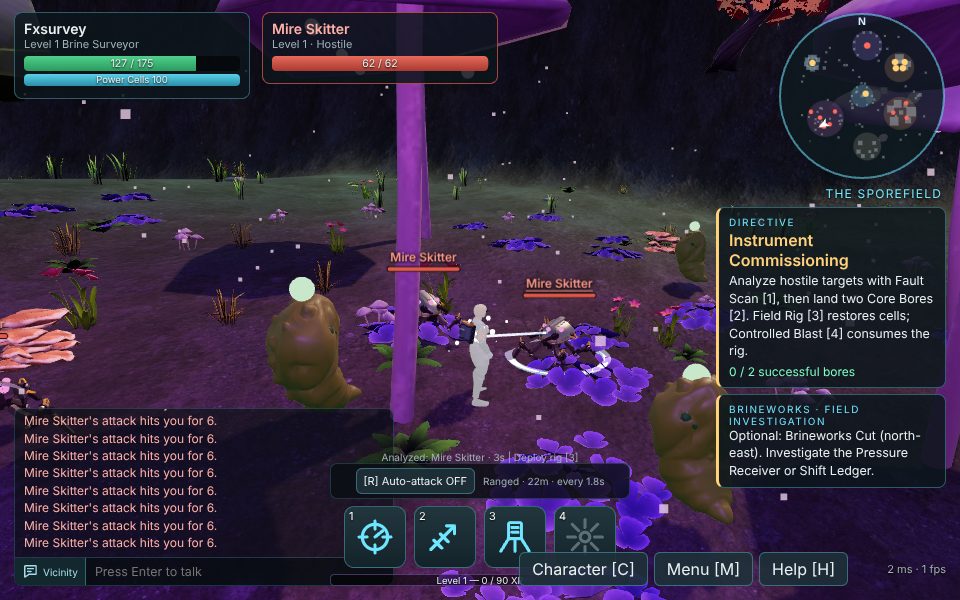 Fxsurvey
Level 1 Brine Surveyor
127 / 175
Power Cells 100
Mire Skitter
Level 1 · Hostile
62 / 62
N
THE SPOREFIELD
DIRECTIVE
Instrument
Commissioning
Analyze hostile targets with Fault
Scan [1], then land two Core Bores
[2]. Field Rig [3] restores cells;
Controlled Blast [4] consumes the
rig.
0 / 2 successful bores
BRINEWORKS · FIELD
INVESTIGATION
Optional: Brineworks Cut (north-
east). Investigate the Pressure
Receiver or Shift Ledger.
Mire Skitter
Mire Skitter
Mire Skitter's attack hits you for 6.
Mire Skitter's attack hits you for 6.
Mire Skitter's attack hits you for 6.
Mire Skitter's attack hits you for 6.
Mire Skitter's attack hits you for 6.
Mire Skitter's attack hits you for 6.
Mire Skitter's attack hits you for 6.
Mire Skitter's attack hits you for 6.
Vicinity
Press Enter to talk
Analyzed: Mire Skitter · 3s | Deploy rig [3]
[R] Auto-attack OFF
Ranged · 22m · every 1.8s
1
2
3
4
Level 1 — 0 / 90
Character [C]
Menu [M]
Help [H]
2 ms · 1 fps